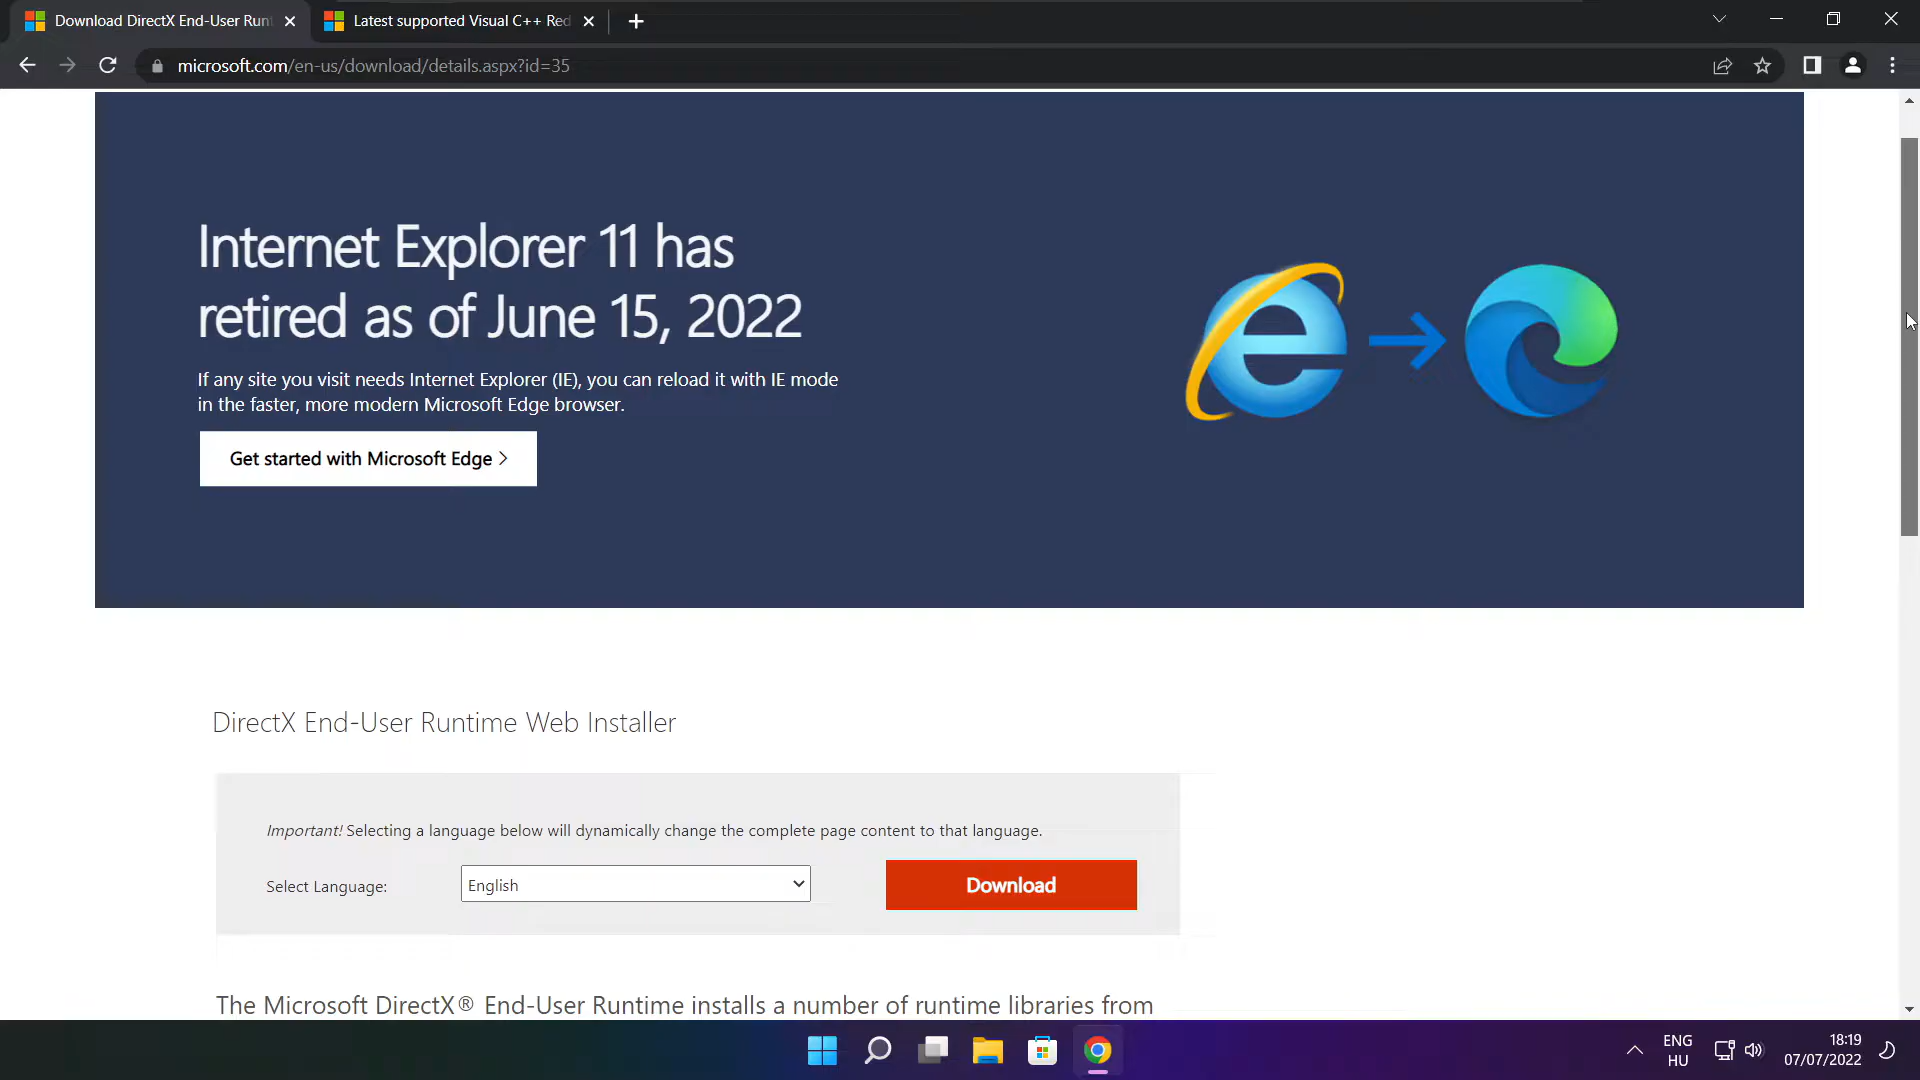 Download DirectX End-User Run
Latest supported Visual C++ Red
microsoft.com/en-us/download/details.aspx?id=35
Internet Explorer 11 has
retired as of June 15, 2022
If any site you visit needs Internet Explorer (IE), you can reload it with IE mode
in the faster, more modern Microsoft Edge browser.
Get started with Microsoft Edge >
DirectX End-User Runtime Web Installer
Important! Selecting a language below will dynamically change the complete page content to that language.
Select Language:
English
Download
The Microsoft DirectX® End-User Runtime installs a number of runtime libraries from
ENG
HU
18:19
07/07/2022